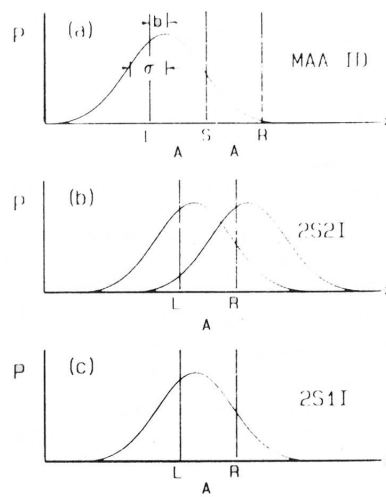 P (a) b
σ MAA ID
L S R
A A
P (b)
2S2I
L R
A
P (c)
2S1I
L R
A